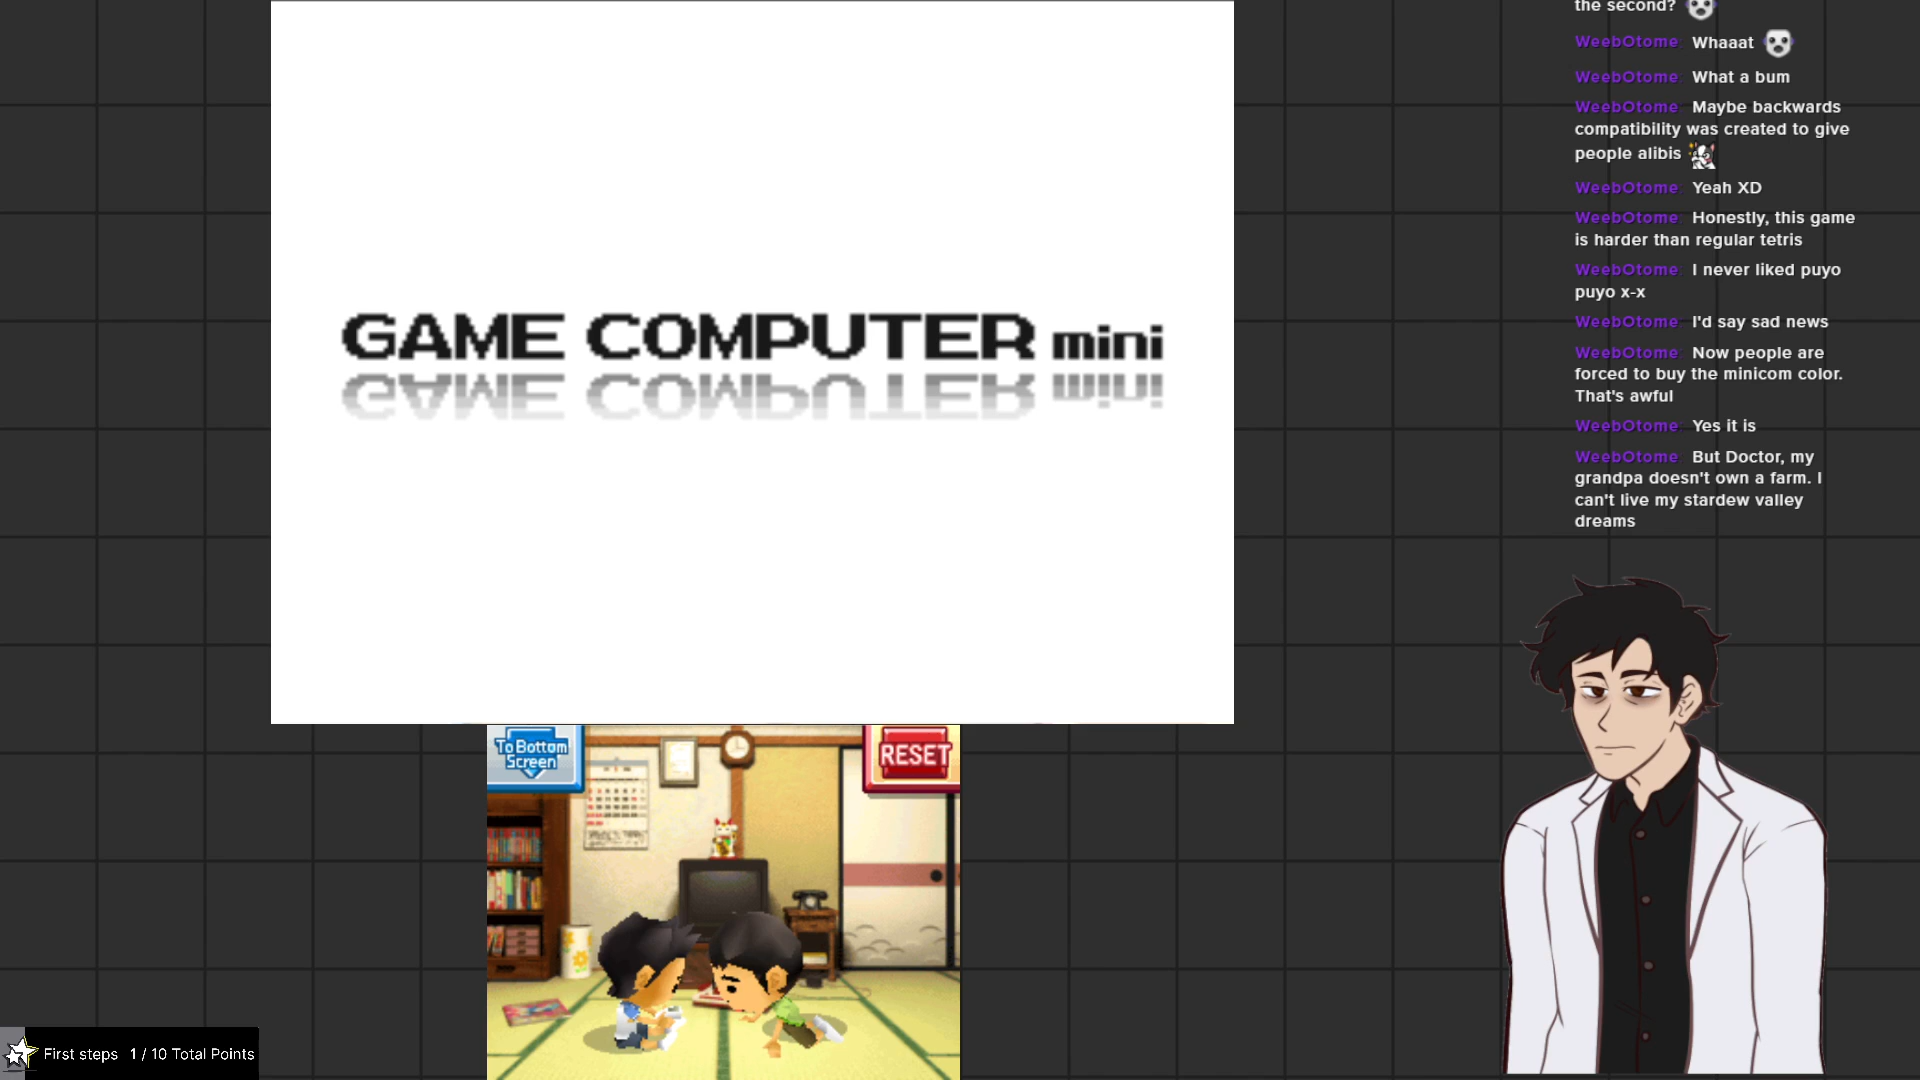 GAME COMPUTER mini
To Bottom
Screen
RESET
the second?
WeebOtome: Whaaat
WeebOtome: What a bum
WeebOtome: Maybe backwards
compatibility was created to give
people alibis
WeebOtome: Yeah XD
WeebOtome: Honestly, this game
is harder than regular tetris
WeebOtome: I never liked puyo
puyo x-x
WeebOtome: I'd say sad news
WeebOtome: Now people are
forced to buy the minicom color.
That's awful
WeebOtome: Yes it is
WeebOtome: But Doctor, my
grandpa doesn't own a farm. I
can't live my stardew valley
dreams
First steps 1 / 10 Total Points